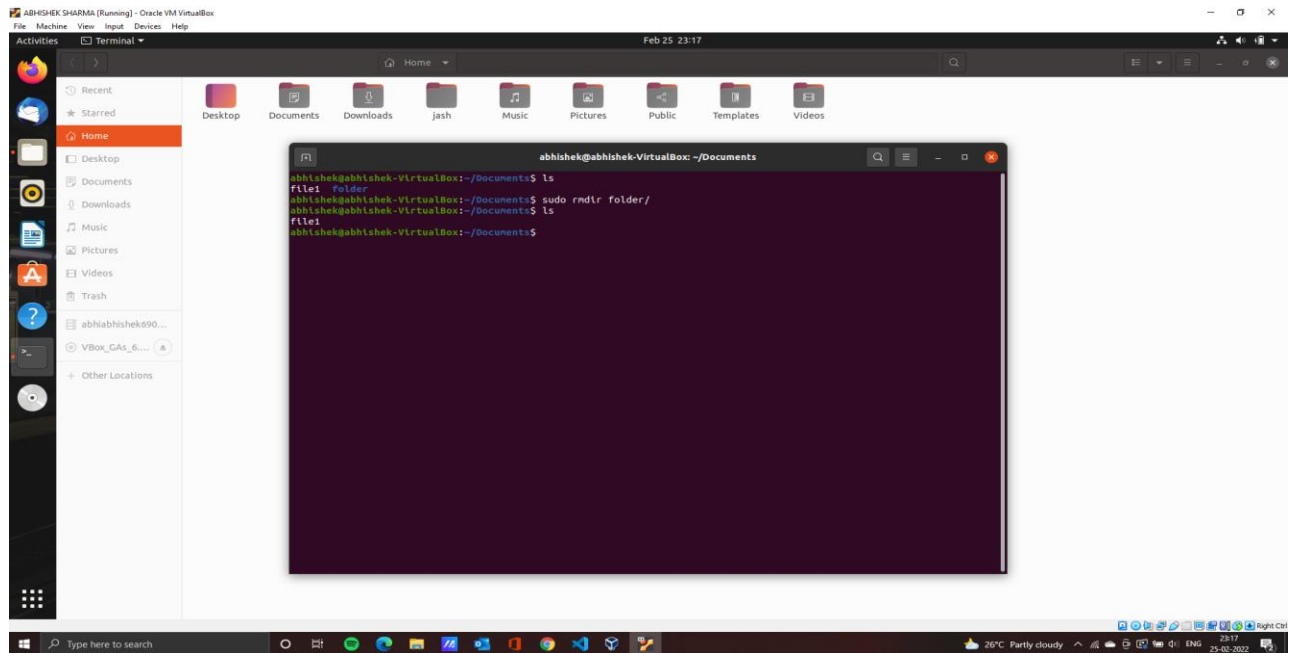 ABHISHEK SHARMA [Running] - Oracle VM VirtualBox
File Machine View Input Devices Help
Activities Terminal Feb 25 23:17
Home
Recent
Starred
Home
Desktop
Documents
Downloads
Music
Pictures
Videos
Trash
abhiabhishek690...
VBox_GAs_6....
+ Other Locations
Desktop Documents Downloads jash Music Pictures Public Templates Videos
abhishek@abhishek-VirtualBox: ~/Documents
abhishek@abhishek-VirtualBox:~/Documents$ ls
file1 folder
abhishek@abhishek-VirtualBox:~/Documents$ sudo rmdir folder/
abhishek@abhishek-VirtualBox:~/Documents$ ls
file1
abhishek@abhishek-VirtualBox:~/Documents$
Right Ctrl
Type here to search
26°C Partly cloudy ENG 23:17
25-02-2022